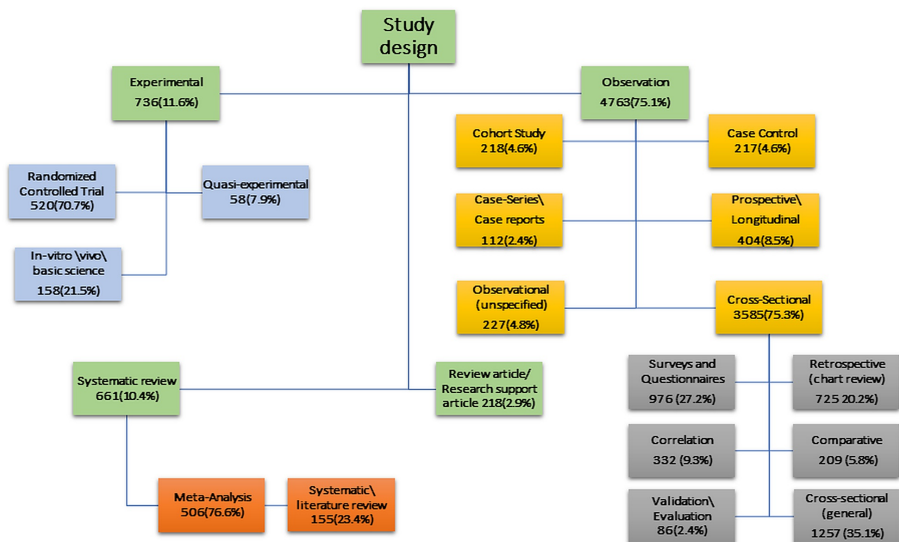 Study
design
Experimental
736(11.6%)
Observation
4763(75.1%)
Cohort Study
218(4.6%)
Case Control
217(4.6%)
Randomized
Controlled Trial
520(70.7%)
Quasi-experimental
58(7.9%)
Case-Series\
Case reports
112(2.4%)
Prospective\
Longitudinal
404(8.5%)
In-vitro \vivo\
basic science
158(21.5%)
Observational
(unspecified)
227(4.8%)
Cross-Sectional
3585(75.3%)
Systematic review
661(10.4%)
Review article/
Research support
article 218(2.9%)
Surveys and
Questionnaires
976 (27.2%)
Retrospective
(chart review)
725 20.2%)
Correlation
332 (9.3%)
Comparative
209 (5.8%)
Meta-Analysis
506(76.6%)
Systematic\
literature review
155(23.4%)
Validation\
Evaluation
86(2.4%)
Cross-sectional
(general)
1257 (35.1%)